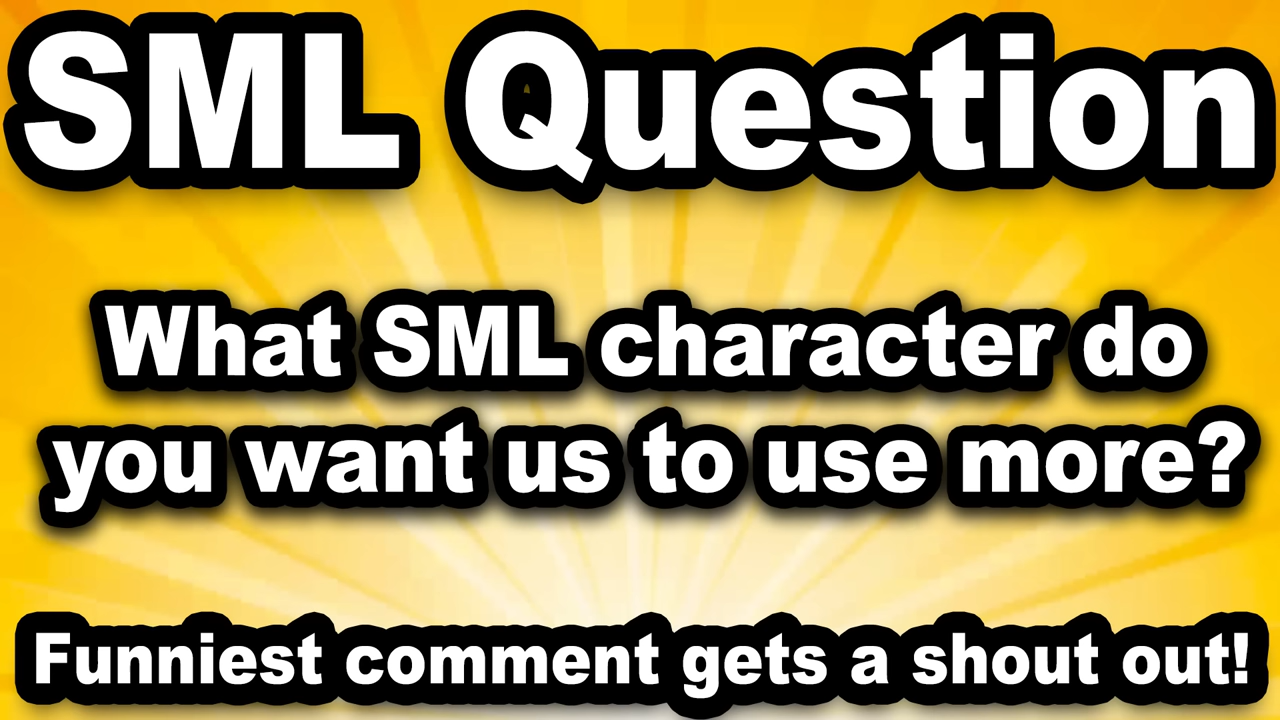 SML Question
What SML character do
you want us to use more?
Funniest comment gets a shout out!